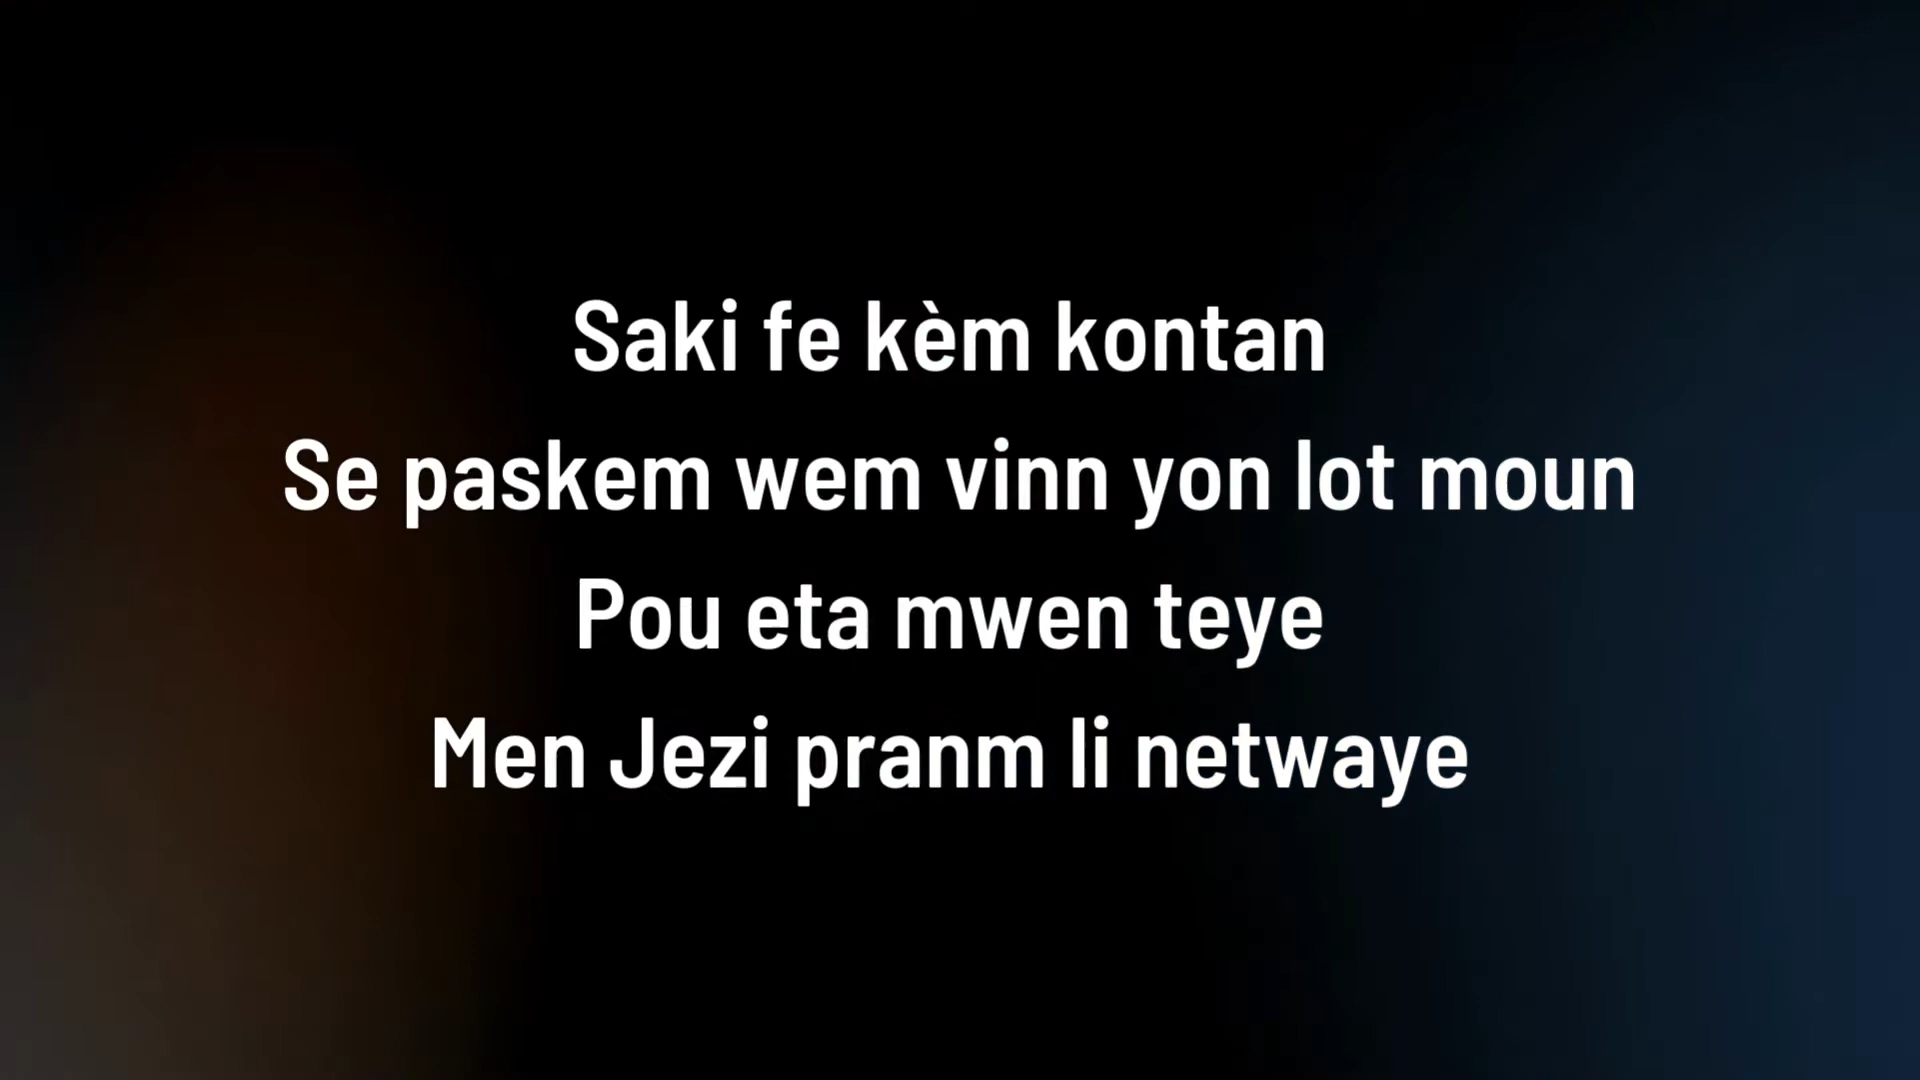 Saki fe kèm kontan
Se paskem wem vinn yon lot moun
Pou eta mwen teye
Men Jezi pranm li netwaye